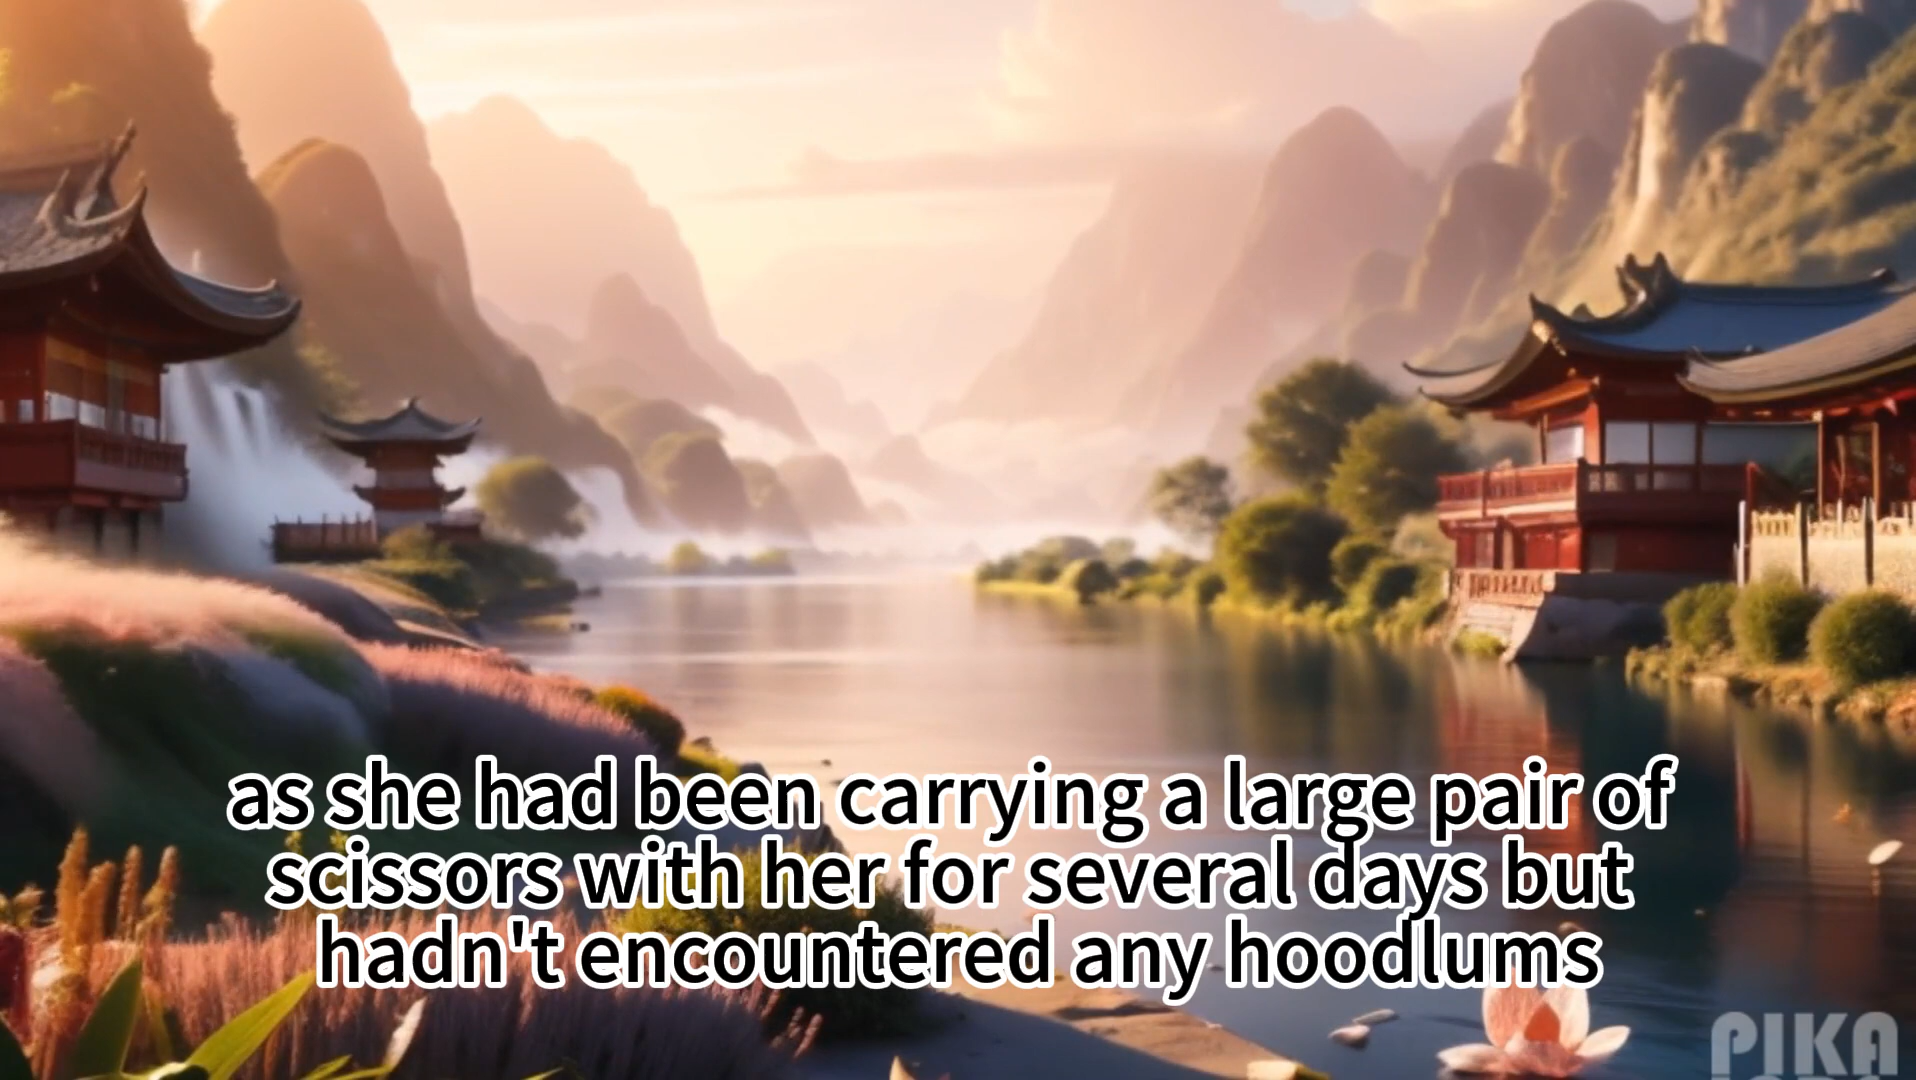 as she had been carrying a large pair of
scissors with her for several days but
hadn't encountered any hoodlums
PIKA